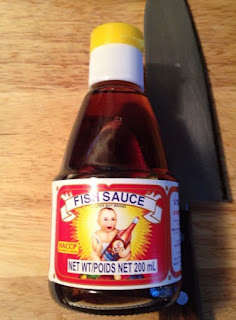 FISH SAUCE
HACCP
NET WT/POIDS NET 200 mL